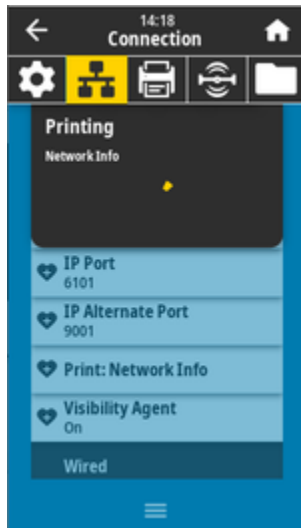 14:18
Connection
Printing
Network Info
IP Port
6101
IP Alternate Port
9001
Print: Network Info
Visibility Agent
On
Wired